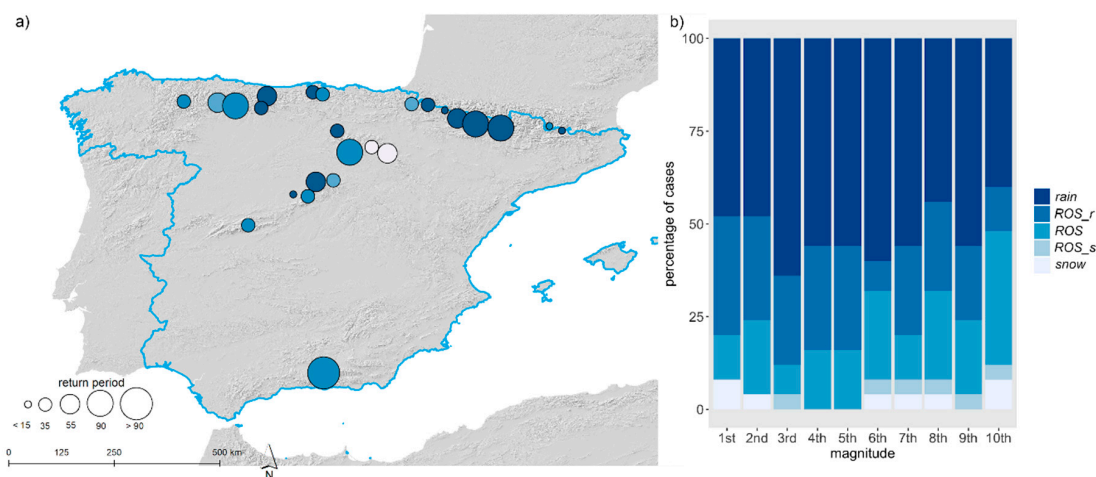 a)
return period
< 15 35 55 90 > 90
0 125 250 500 km
N
b)
percentage of cases
100
75
50
25
0
1st 2nd 3rd 4th 5th 6th 7th 8th 9th 10th
magnitude
rain
ROS_r
ROS
ROS_s
snow